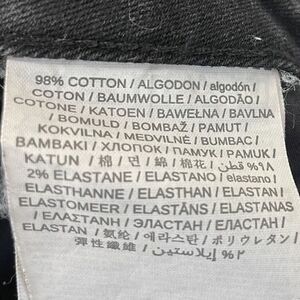 98% COTTON / ALGODON / algodón /
COTON / BAUMWOLLE / ALGODÃO /
COTONE / KATOEN / BAWEŁNA / BAVLNA
/ BOMULD / BOMBAŽ / PAMUT /
KOKVILNA / MEDVILNĖ / BUMBAC /
BAMBAKI / ХЛОПОК / ПАМУК / PAMUK /
KATUN / 棉 / 면 / 綿 / 棉花 / قطن ٩٨%
2% ELASTANE / ELASTANO / elastano /
ELASTHANNE / ELASTHAN / ELASTAN /
ELASTOMEER / ELASTĀNS / ELASTANAS
/ ΕΛΑΣΤΑΝΗ / ЭЛАСТАН / ЕЛАСТАН /
ELASTAN / 氨纶 / 에라스탄 / ポリウレタン /
彈性纖維 / إيلاستين ٢%